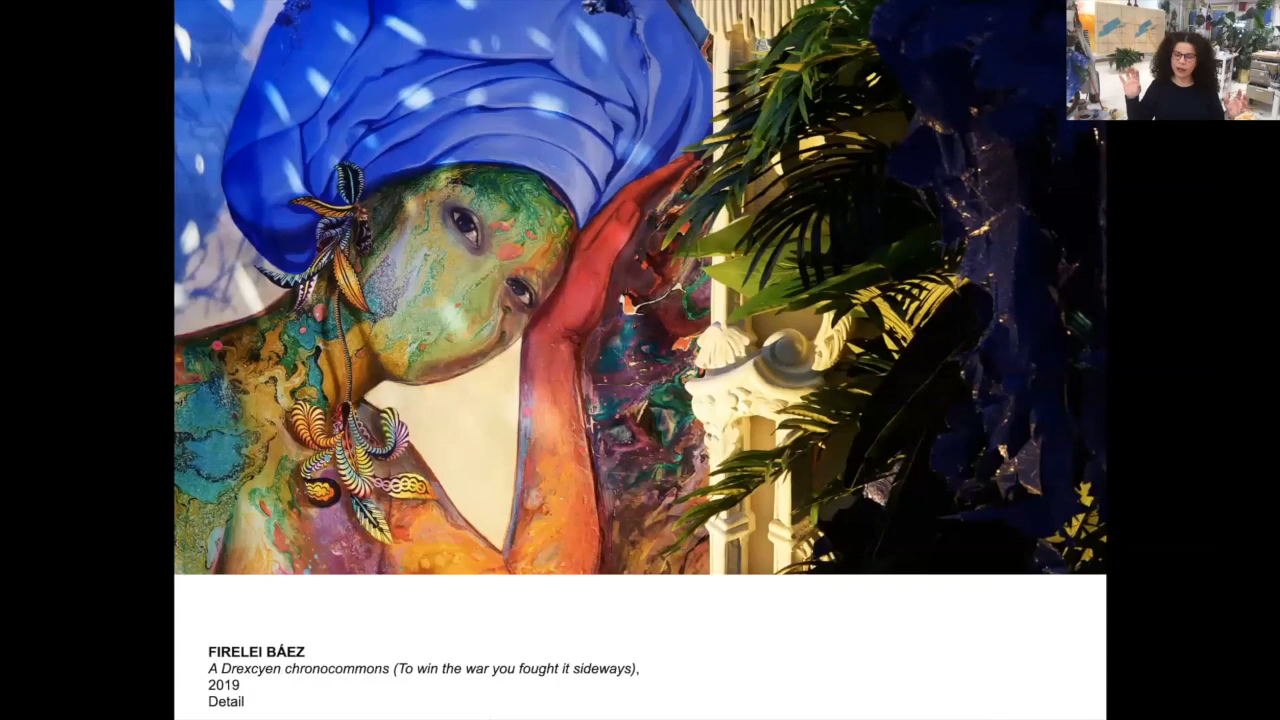 FIRELEI BÁEZ
A Drexcyen chronocommons (To win the war you fought it sideways),
2019
Detail